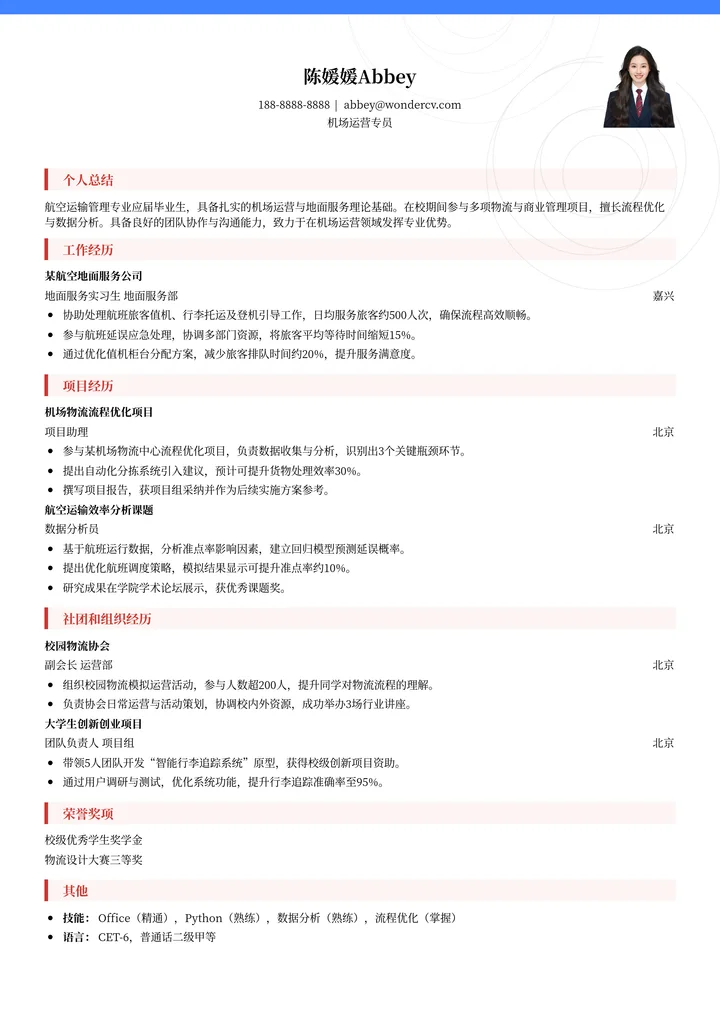 陈媛媛Abbey
188-8888-8888 | abbey@wondercv.com
机场运营专员
个人总结
航空运输管理专业应届毕业生，具备扎实的机场运营与地面服务理论基础。在校期间参与多项物流与商业管理项目，擅长流程优化
与数据分析。具备良好的团队协作与沟通能力，致力于在机场运营领域发挥专业优势。
工作经历
某航空地面服务公司
地面服务实习生 地面服务部 嘉兴
• 协助处理航班旅客值机、行李托运及登机引导工作，日均服务旅客约500人次，确保流程高效顺畅。
• 参与航班延误应急处理，协调多部门资源，将旅客平均等待时间缩短15%。
• 通过优化值机柜台分配方案，减少旅客排队时间约20%，提升服务满意度。
项目经历
机场物流流程优化项目
项目助理 北京
• 参与某机场物流中心流程优化项目，负责数据收集与分析，识别出3个关键瓶颈环节。
• 提出自动化分拣系统引入建议，预计可提升货物处理效率30%。
• 撰写项目报告，获项目组采纳并作为后续实施方案参考。
航空运输效率分析课题
数据分析员 北京
• 基于航班运行数据，分析准点率影响因素，建立回归模型预测延误概率。
• 提出优化航班调度策略，模拟结果显示可提升准点率约10%。
• 研究成果在学院学术论坛展示，获优秀课题奖。
社团和组织经历
校园物流协会
副会长 运营部 北京
• 组织校园物流模拟运营活动，参与人数超200人，提升同学对物流流程的理解。
• 负责协会日常运营与活动策划，协调校内外资源，成功举办3场行业讲座。
大学生创新创业项目
团队负责人 项目组 北京
• 带领5人团队开发“智能行李追踪系统”原型，获得校级创新项目资助。
• 通过用户调研与测试，优化系统功能，提升行李追踪准确率至95%。
荣誉奖项
校级优秀学生奖学金
物流设计大赛三等奖
其他
• 技能： Office（精通）, Python（熟练）, 数据分析（熟练）, 流程优化（掌握）
• 语言： CET-6，普通话二级甲等